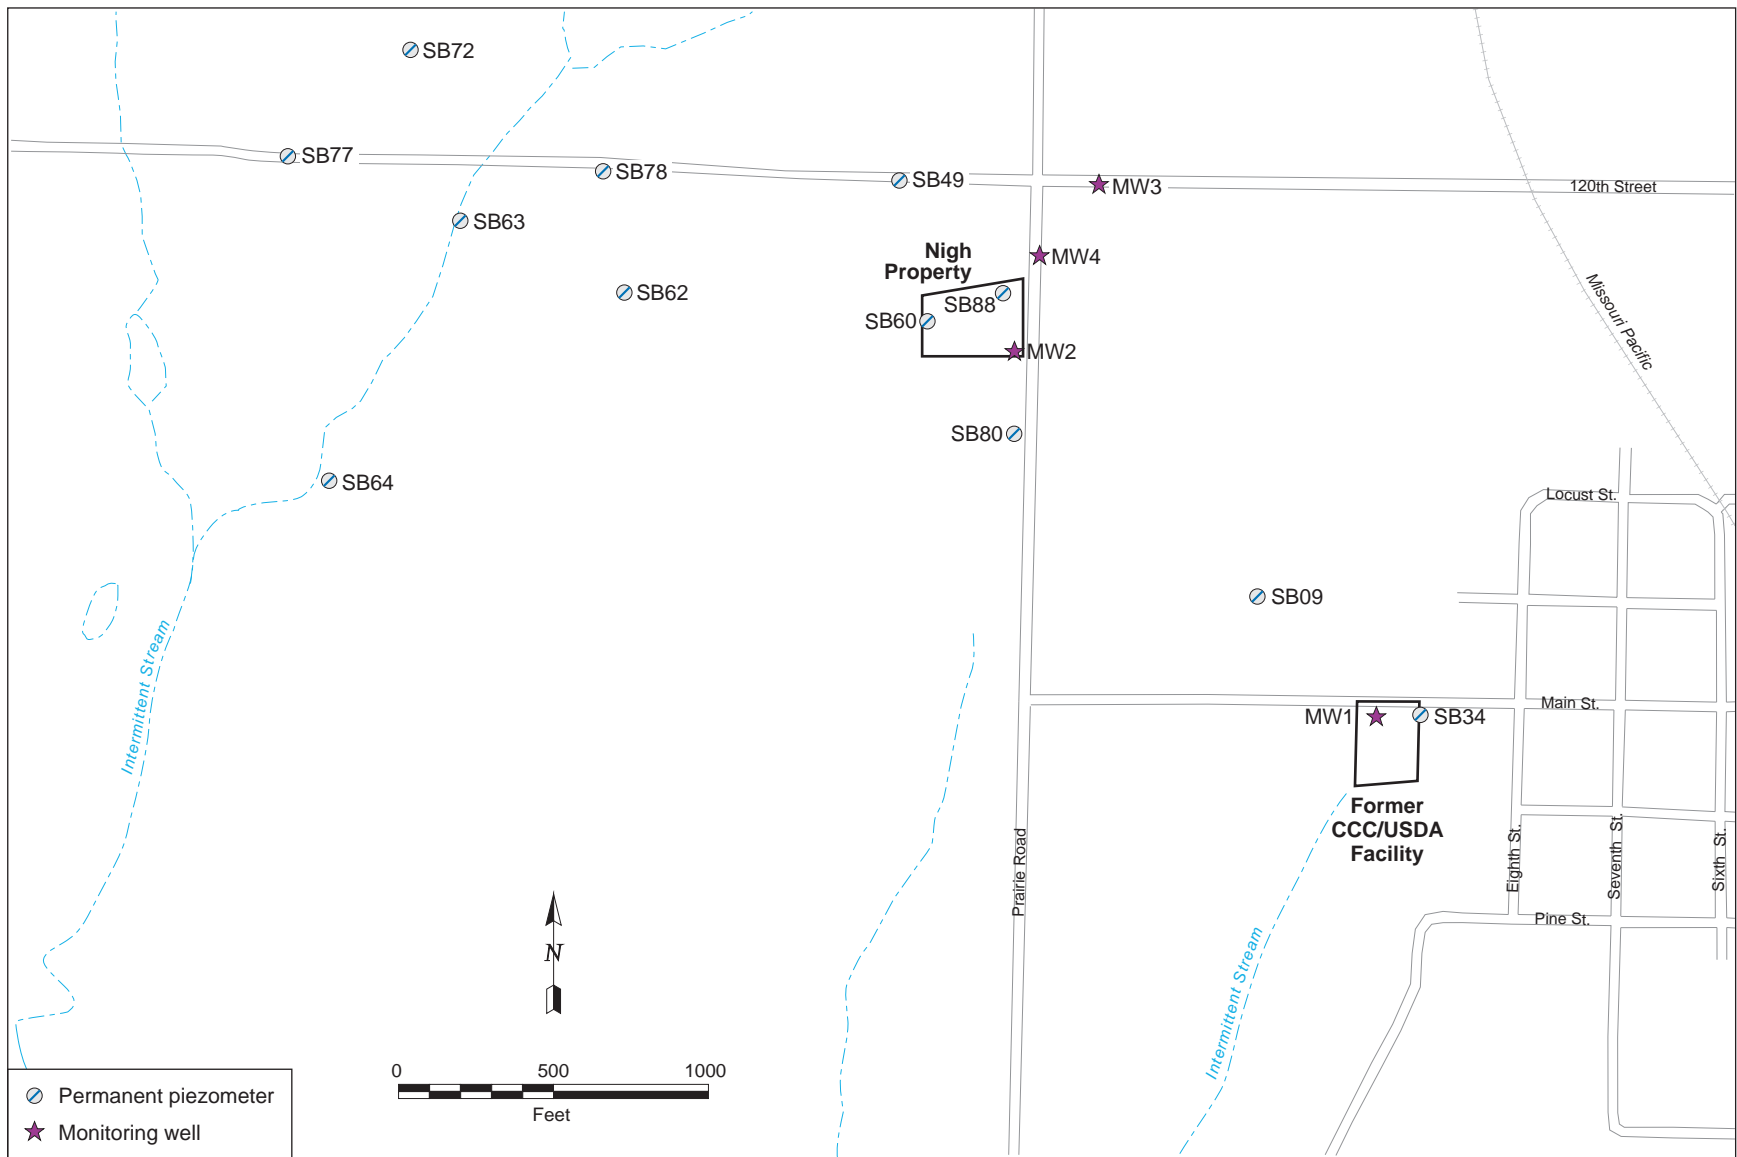 SB72
SB77
SB78
SB49
MW3
120th Street
SB63
Nigh
Property
MW4
SB62
SB88
SB60
MW2
Missouri Pacific
SB80
SB64
Locust St.
SB09
Intermittent Stream
Main St.
MW1
SB34
Former
CCC/USDA
Facility
Prairie Road
Eighth St.
Seventh St.
Sixth St.
Pine St.
N
Intermittent Stream
0 500 1000
Feet
Permanent piezometer
Monitoring well